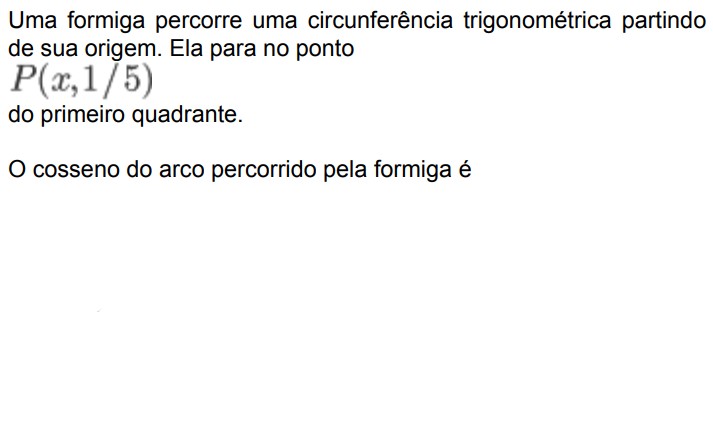 Uma formiga percorre uma circunferência trigonométrica partindo
de sua origem. Ela para no ponto
P(x,1/5)
do primeiro quadrante.
O cosseno do arco percorrido pela formiga é